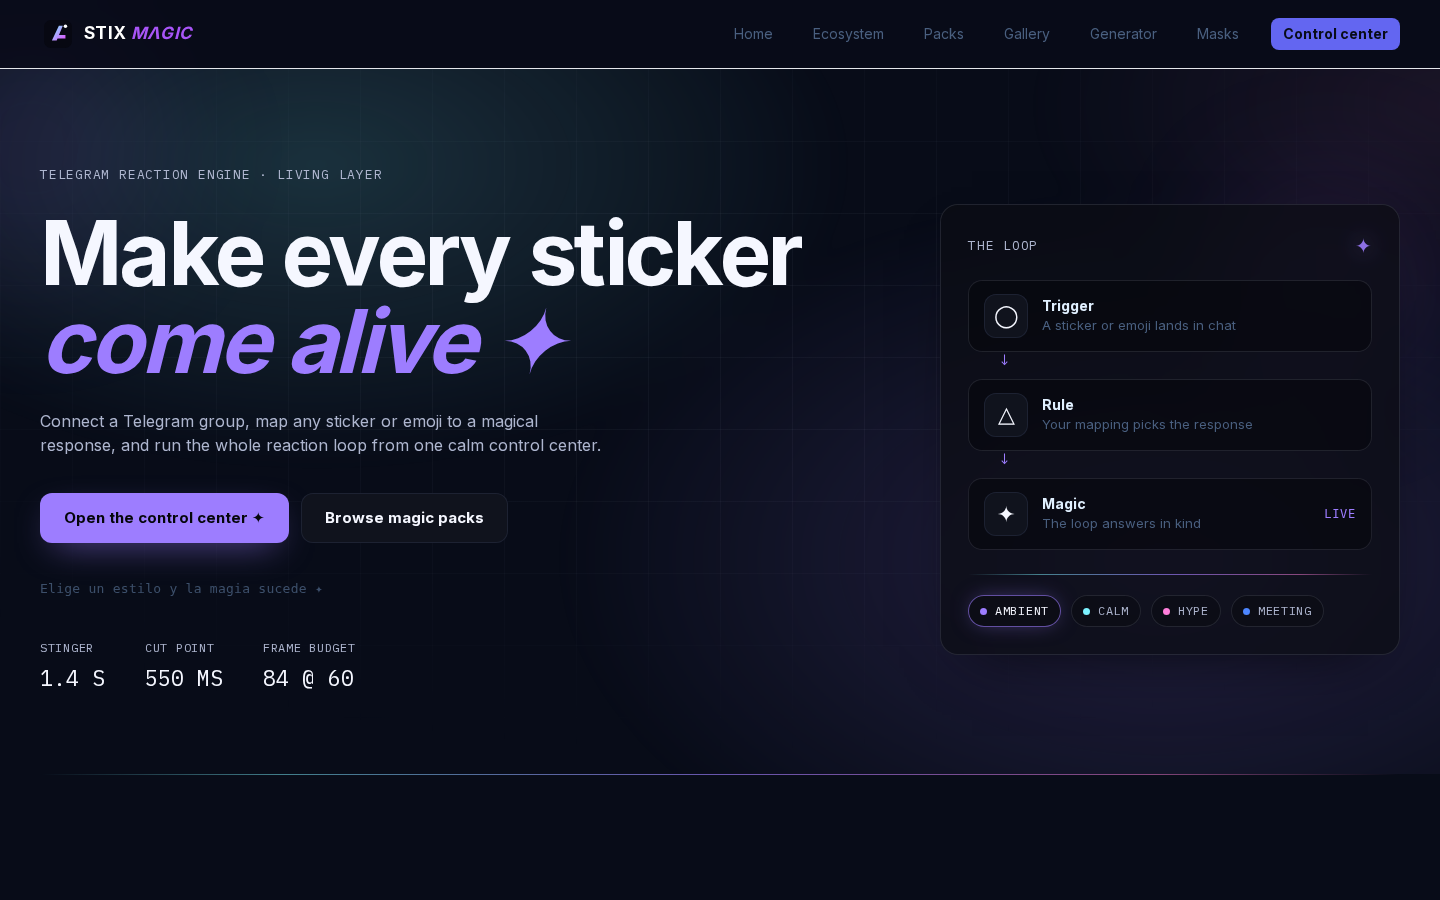 STIX MΛGIC
Home
Ecosystem
Packs
Gallery
Generator
Masks
Control center
TELEGRAM REACTION ENGINE · LIVING LAYER
Make every sticker
come alive ✦
Connect a Telegram group, map any sticker or emoji to a magical
response, and run the whole reaction loop from one calm control center.
Open the control center ✦
Browse magic packs
Elige un estilo y la magia sucede ✦
STINGER
1.4 S
CUT POINT
550 MS
FRAME BUDGET
84 @ 60
THE LOOP
✦
Trigger
A sticker or emoji lands in chat
↓
Rule
Your mapping picks the response
↓
Magic
The loop answers in kind
LIVE
AMBIENT
CALM
HYPE
MEETING